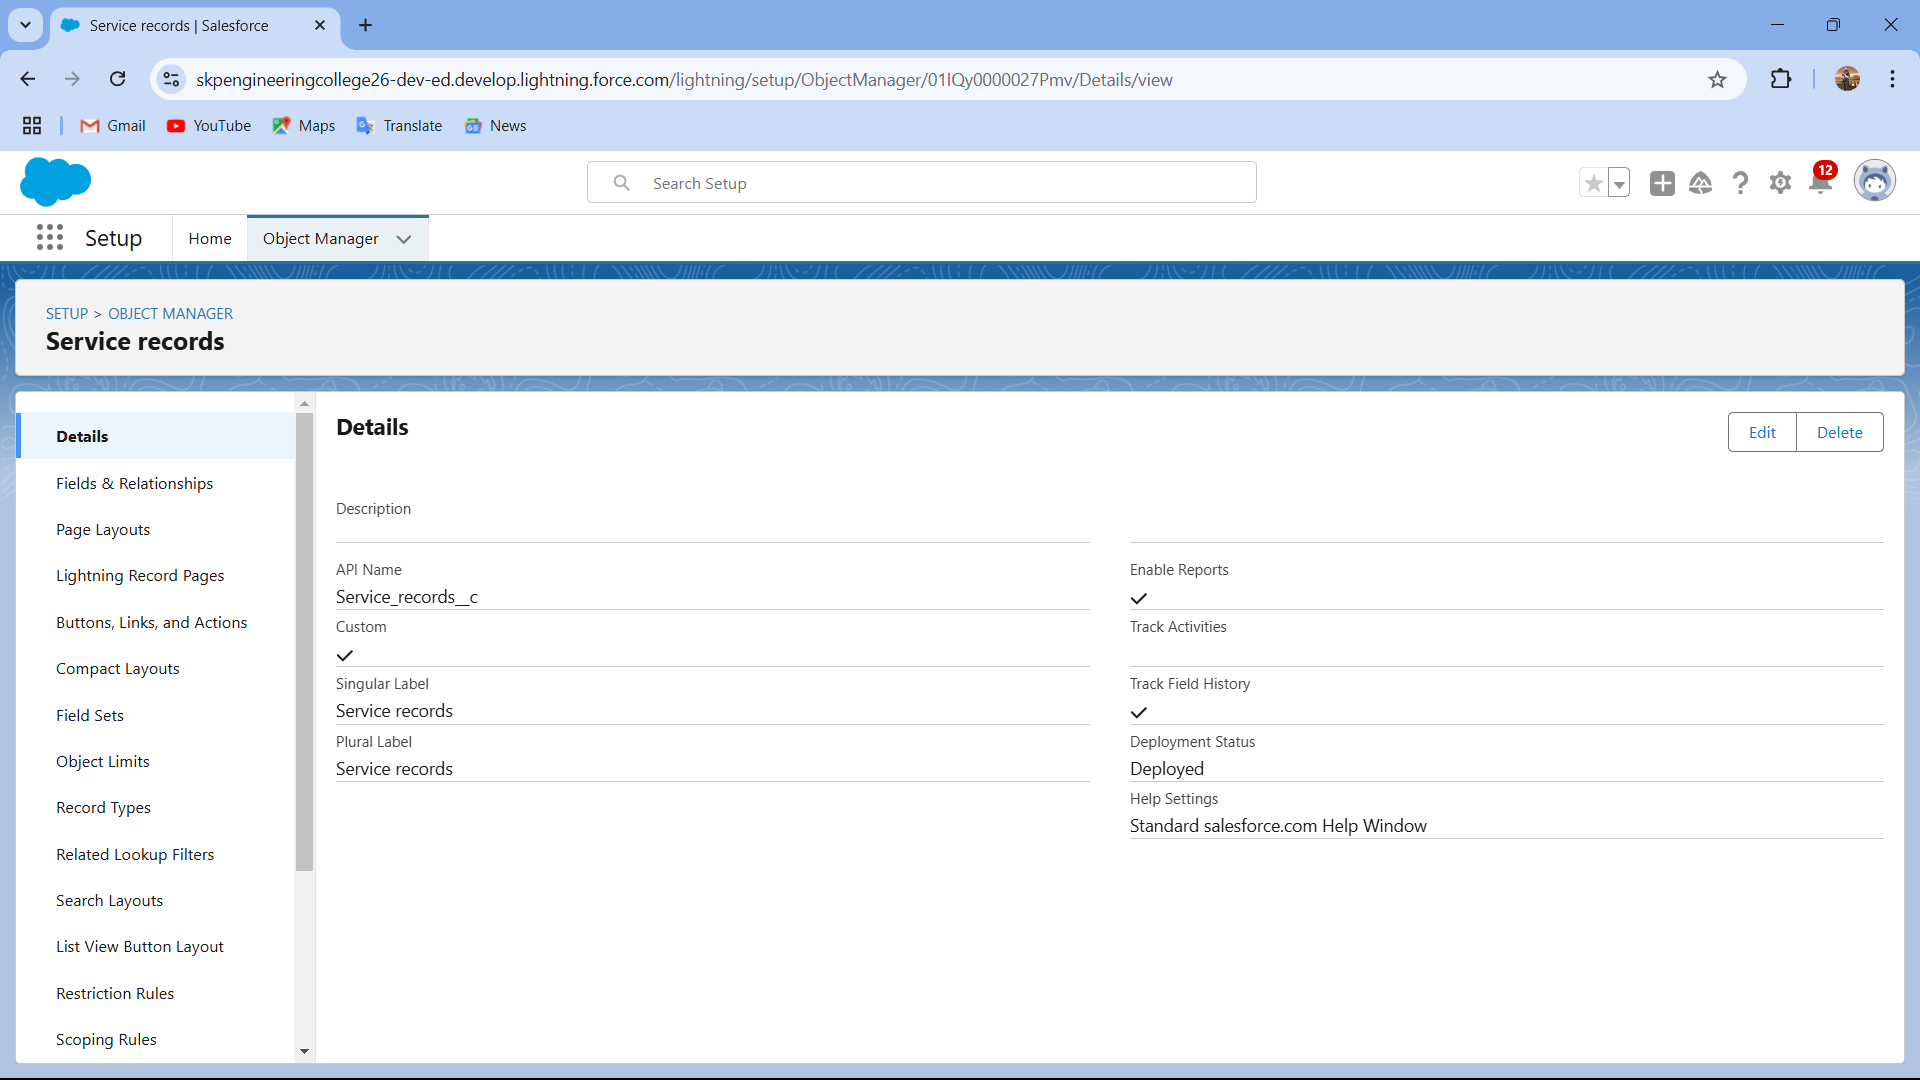 Service records | Salesforce
skpengineeringcollege26-dev-ed.develop.lightning.force.com/lightning/setup/ObjectManager/01IQy0000027Pmv/Details/view
Gmail
YouTube
Maps
Translate
News
Search Setup
12
Setup
Home
Object Manager
SETUP > OBJECT MANAGER
Service records
Details
Fields & Relationships
Page Layouts
Lightning Record Pages
Buttons, Links, and Actions
Compact Layouts
Field Sets
Object Limits
Record Types
Related Lookup Filters
Search Layouts
List View Button Layout
Restriction Rules
Scoping Rules
Details
Edit
Delete
Description
API Name
Service_records__c
Custom
Singular Label
Service records
Plural Label
Service records
Enable Reports
Track Activities
Track Field History
Deployment Status
Deployed
Help Settings
Standard salesforce.com Help Window